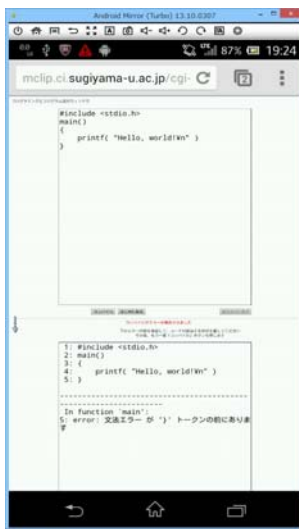 Android Mirror (Turbo) 13.10.0307
87% 19:24
mclip.ci.sugiyama-u.ac.jp/cgi-
2
#include <stdio.h>
main()
{
printf( "Hello, world!¥n" )
}
1: #include <stdio.h>
2: main()
3: {
4: printf( "Hello, world!¥n" )
5: }
--------------------------------------------
-------------------------
In function `main':
5: error: 文法エラー が '}' トークンの前にありま
す